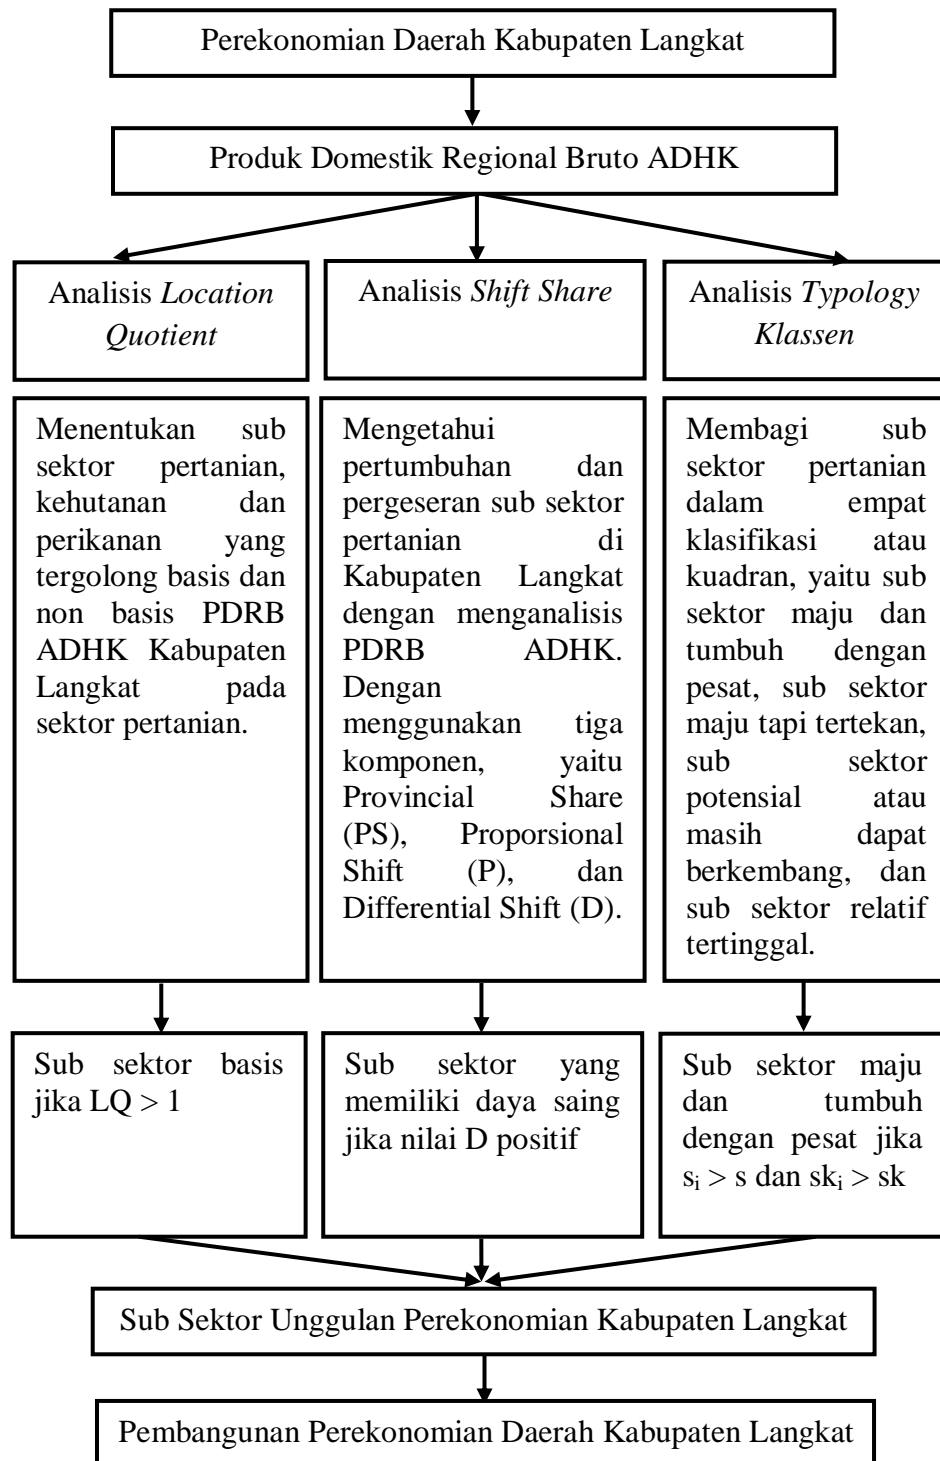 Perekonomian Daerah Kabupaten Langkat
Produk Domestik Regional Bruto ADHK
Analisis Location
Quotient
Analisis Shift Share
Analisis Typology
Klassen
Menentukan sub
sektor pertanian,
kehutanan dan
perikanan yang
tergolong basis dan
non basis PDRB
ADHK Kabupaten
Langkat pada
sektor pertanian.
Mengetahui
pertumbuhan dan
pergeseran sub sektor
pertanian di
Kabupaten Langkat
dengan menganalisis
PDRB ADHK.
Dengan
menggunakan tiga
komponen, yaitu
Provincial Share
(PS), Proporsional
Shift (P), dan
Differential Shift (D).
Membagi sub
sektor pertanian
dalam empat
klasifikasi atau
kuadran, yaitu sub
sektor maju dan
tumbuh dengan
pesat, sub sektor
maju tapi tertekan,
sub sektor
potensial atau
masih dapat
berkembang, dan
sub sektor relatif
tertinggal.
Sub sektor basis
jika LQ > 1
Sub sektor yang
memiliki daya saing
jika nilai D positif
Sub sektor maju
dan tumbuh
dengan pesat jika
sᵢ > s dan skᵢ > sk
Sub Sektor Unggulan Perekonomian Kabupaten Langkat
Pembangunan Perekonomian Daerah Kabupaten Langkat